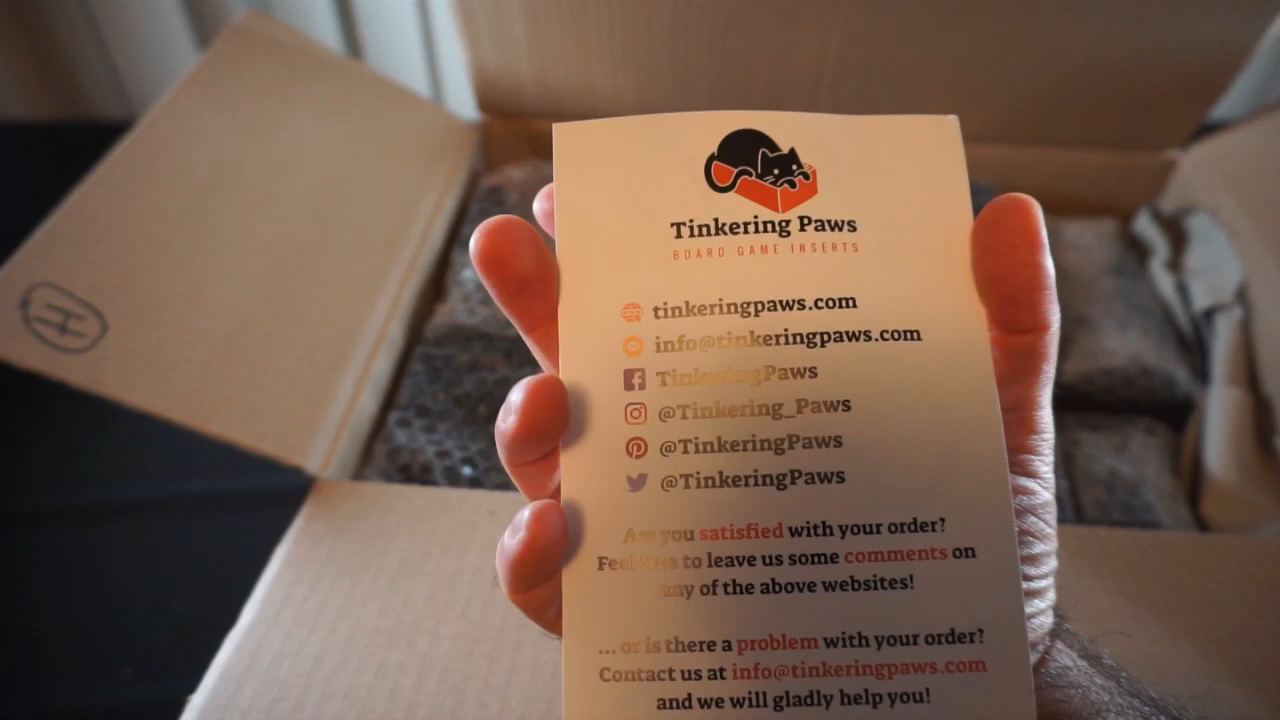 Tinkering Paws
BOARD GAME INSERTS
tinkeringpaws.com
info@tinkeringpaws.com
TinkeringPaws
@Tinkering_Paws
@TinkeringPaws
@TinkeringPaws
Are you satisfied with your order?
Feel free to leave us some comments on
any of the above websites!
... or is there a problem with your order?
Contact us at info@tinkeringpaws.com
and we will gladly help you!
H